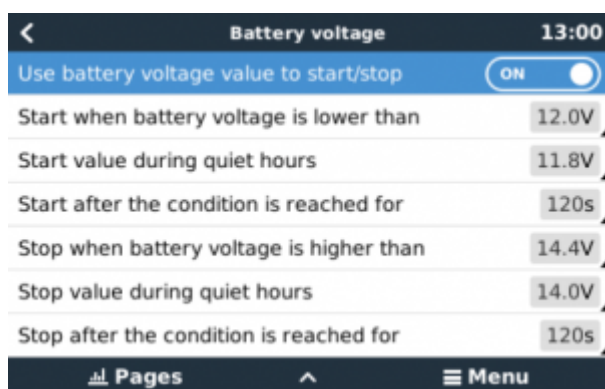 Battery voltage 13:00
Use battery voltage value to start/stop ON
Start when battery voltage is lower than 12.0V
Start value during quiet hours 11.8V
Start after the condition is reached for 120s
Stop when battery voltage is higher than 14.4V
Stop value during quiet hours 14.0V
Stop after the condition is reached for 120s
Pages Menu